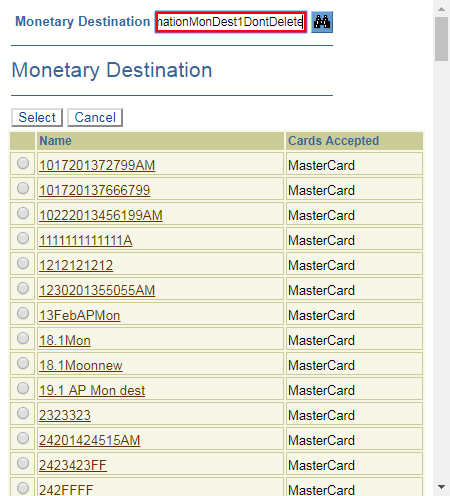 Monetary Destination nationMonDest1DontDelete
Monetary Destination
Select Cancel
Name Cards Accepted
1017201372799AM MasterCard
101720137666799 MasterCard
10222013456199AM MasterCard
1111111111111A MasterCard
1212121212 MasterCard
1230201355055AM MasterCard
13FebAPMon MasterCard
18.1Mon MasterCard
18.1Moonnew MasterCard
19.1 AP Mon dest MasterCard
2323323 MasterCard
24201424515AM MasterCard
2423423FF MasterCard
242FFFF MasterCard